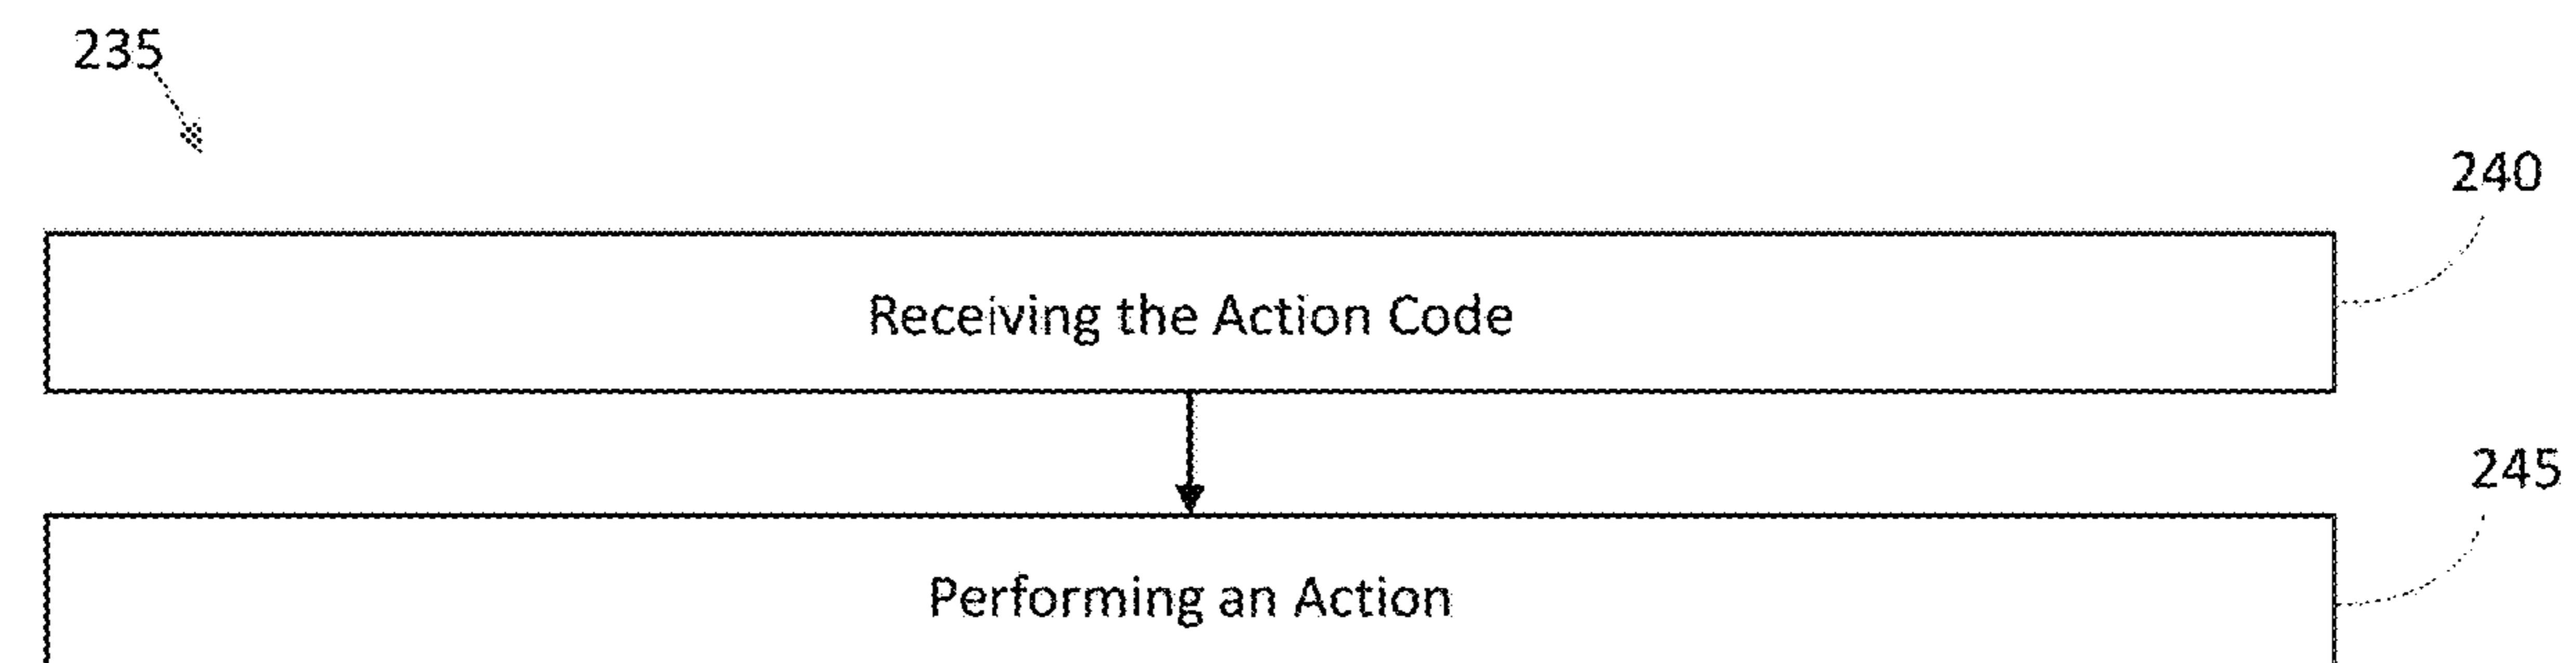 235
240
Receiving the Action Code
245
Performing an Action